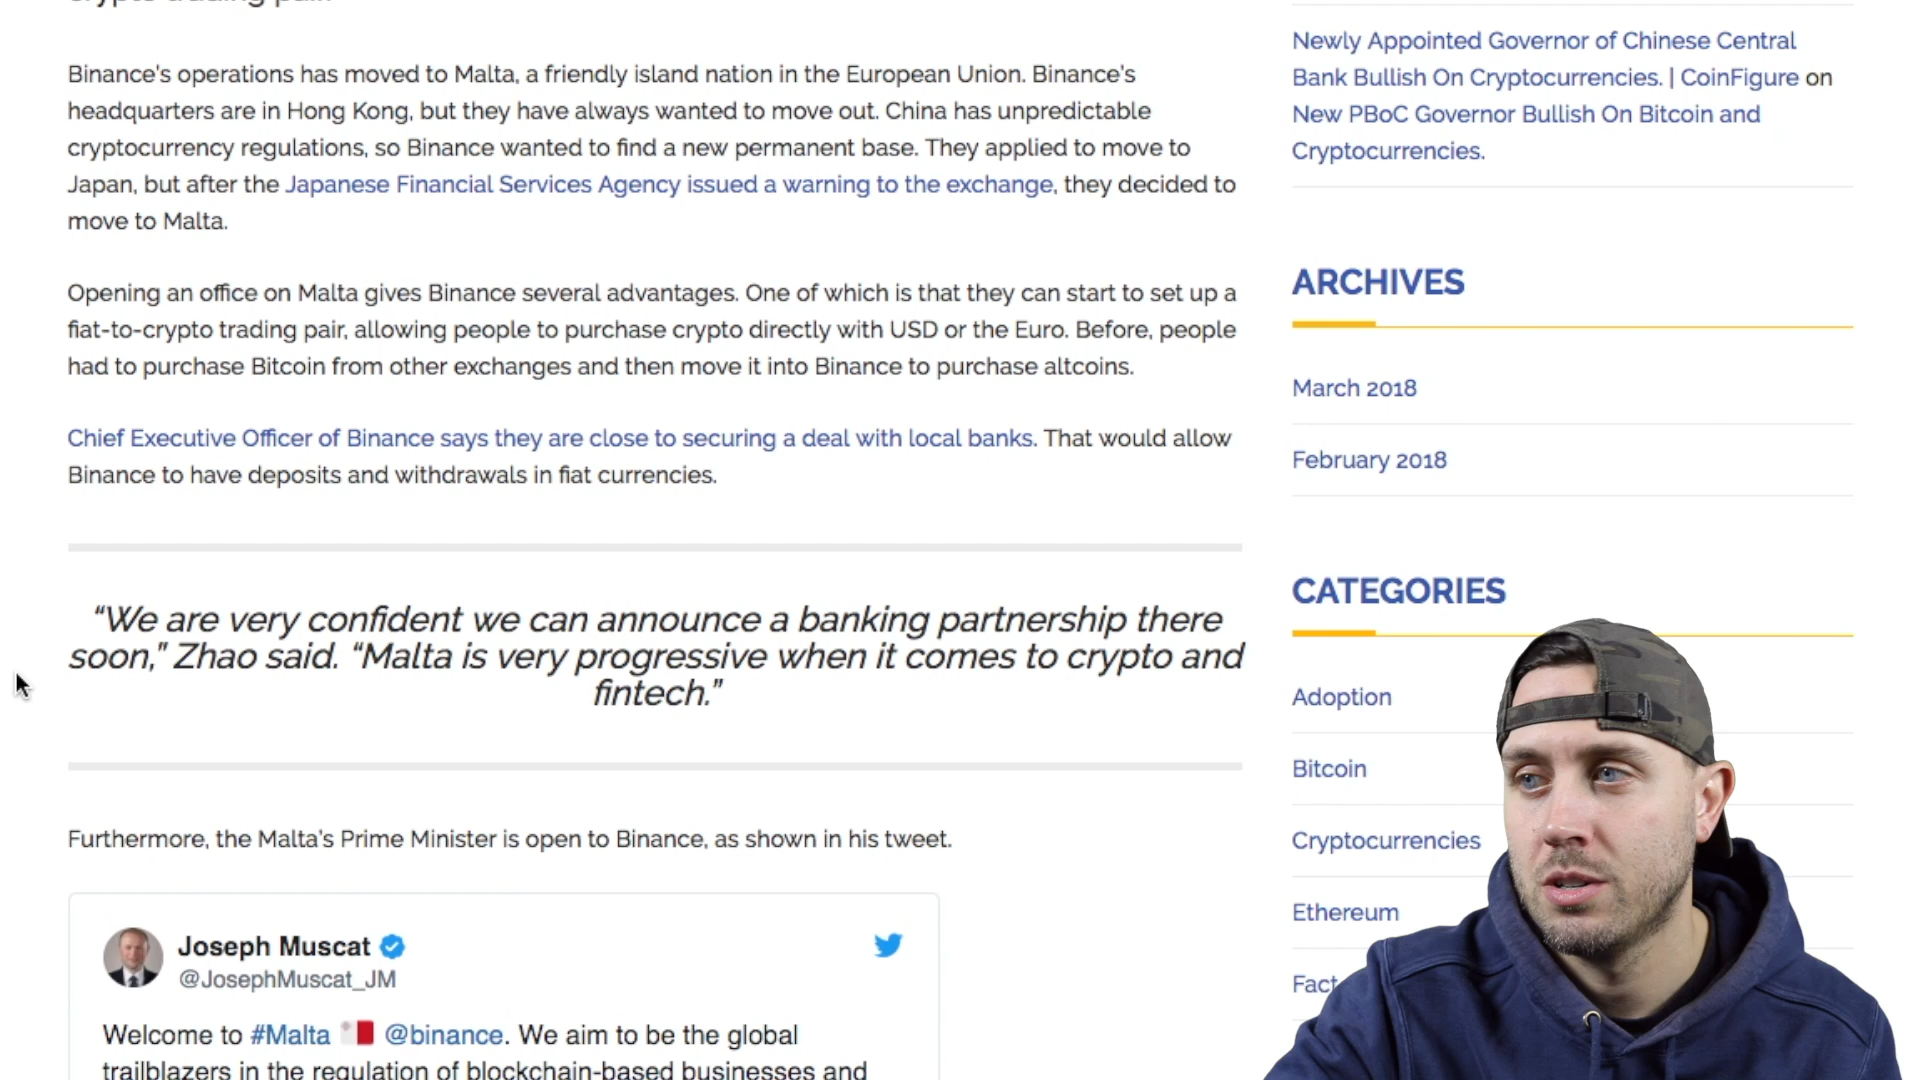 crypto trading pair.
Binance's operations has moved to Malta, a friendly island nation in the European Union. Binance's
headquarters are in Hong Kong, but they have always wanted to move out. China has unpredictable
cryptocurrency regulations, so Binance wanted to find a new permanent base. They applied to move to
Japan, but after the Japanese Financial Services Agency issued a warning to the exchange, they decided to
move to Malta.
Opening an office on Malta gives Binance several advantages. One of which is that they can start to set up a
fiat-to-crypto trading pair, allowing people to purchase crypto directly with USD or the Euro. Before, people
had to purchase Bitcoin from other exchanges and then move it into Binance to purchase altcoins.
Chief Executive Officer of Binance says they are close to securing a deal with local banks. That would allow
Binance to have deposits and withdrawals in fiat currencies.
“We are very confident we can announce a banking partnership there
soon,” Zhao said. “Malta is very progressive when it comes to crypto and
fintech.”
Furthermore, the Malta's Prime Minister is open to Binance, as shown in his tweet.
Joseph Muscat
@JosephMuscat_JM
Welcome to #Malta @binance. We aim to be the global
trailblazers in the regulation of blockchain-based businesses and
Newly Appointed Governor of Chinese Central
Bank Bullish On Cryptocurrencies. | CoinFigure on
New PBoC Governor Bullish On Bitcoin and
Cryptocurrencies.
ARCHIVES
March 2018
February 2018
CATEGORIES
Adoption
Bitcoin
Cryptocurrencies
Ethereum
Fact